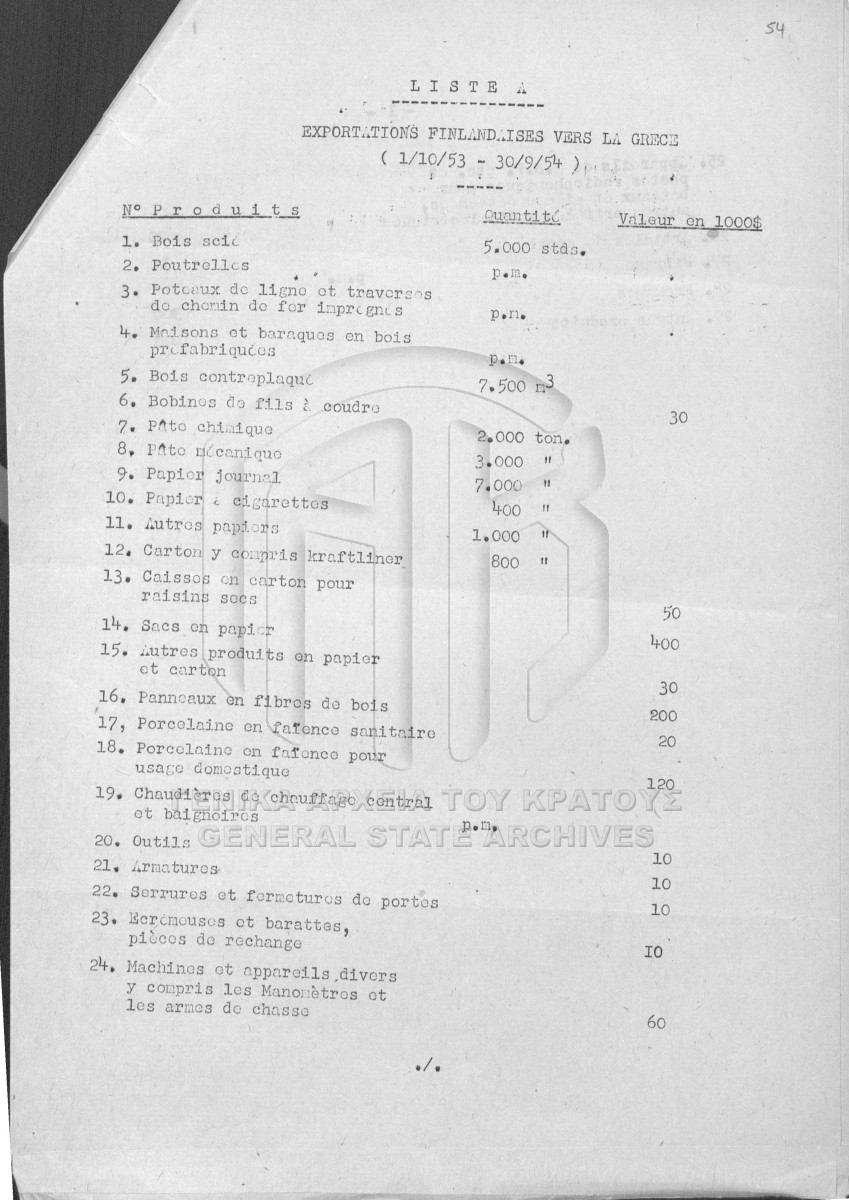 54
LISTE A
EXPORTATIONS FINLANDAISES VERS LA GRECE
( 1/10/53 - 30/9/54 )
N° Produits Quantité Valeur en 1000$
1. Bois scié 5.000 stds.
2. Poutrelles p.m.
3. Poteaux de ligne et traverses
de chemin de fer imprégnés p.m.
4. Maisons et baraques en bois
préfabriquées p.m.
5. Bois contreplaqué 7.500 m3
6. Bobines de fils à coudre 30
7. Pâte chimique 2.000 ton.
8. Pâte mécanique 3.000 "
9. Papier journal 7.000 "
10. Papier à cigarettes 400 "
11. Autres papiers 1.000 "
12. Carton y compris kraftliner 800 "
13. Caisses en carton pour
raisins secs 50
14. Sacs en papier 400
15. Autres produits en papier
et carton 30
16. Panneaux en fibres de bois 200
17, Porcelaine en faïence sanitaire 20
18. Porcelaine en faïence pour
usage domestique 120
19. Chaudières de chauffage central
et baignoires p.m.
20. Outils 10
21. Armatures 10
22. Serrures et fermetures de portes 10
23. Ecrémeuses et barattes,
pièces de rechange IO
24. Machines et appareils divers
y compris les Manomètres et
les armes de chasse 60
./.
ΓΕΝΙΚΑ ΑΡΧΕΙΑ ΤΟΥ ΚΡΑΤΟΥΣ
GENERAL STATE ARCHIVES